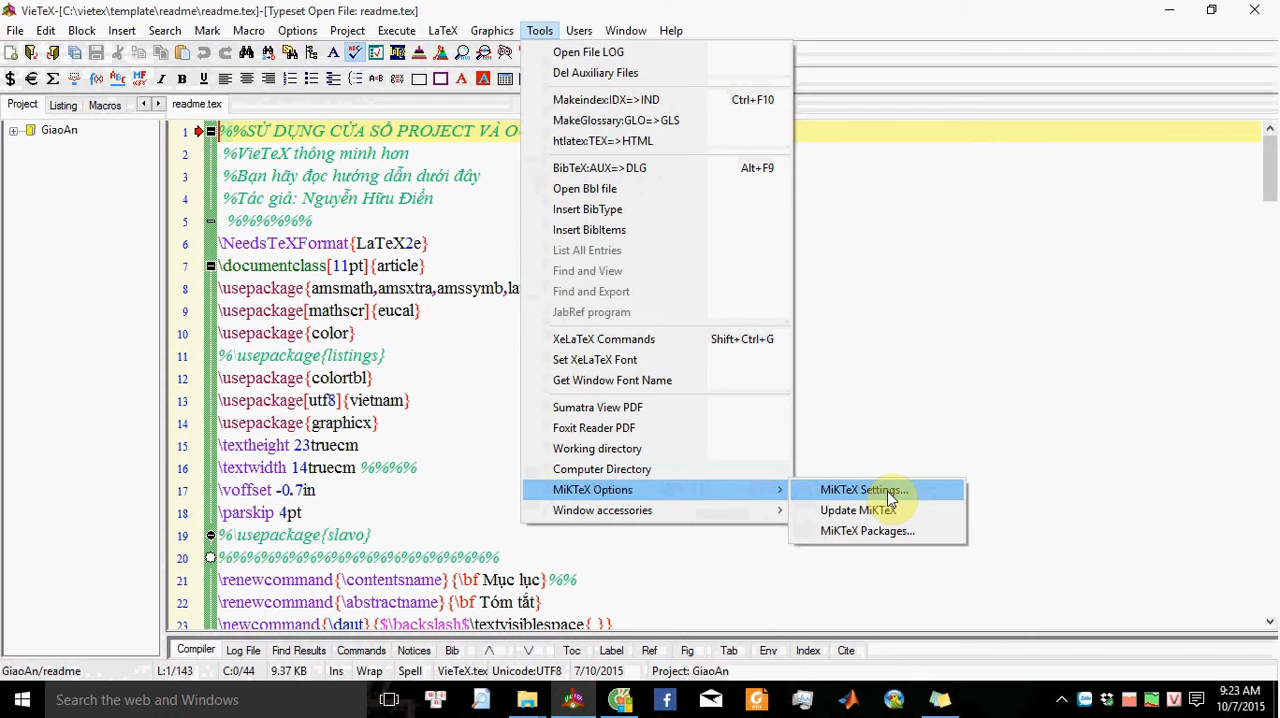 VieTeX-[C:\vietex\template\readme\readme.tex]-[Typeset Open File: readme.tex]
File Edit Block Insert Search Mark Macro Options Project Execute LaTeX Graphics Tools Users Window Help
Project Listing Macros readme.tex
GiaoAn
1 %%SỬ DỤNG CỬA SỔ PROJECT VÀ
2 %VieTeX thông minh hơn
3 %Bạn hãy đọc hướng dẫn dưới đây
4 %Tác giả: Nguyễn Hữu Điển
5 %%%%%%%
6 \NeedsTeXFormat{LaTeX2e}
7 \documentclass[11pt]{article}
8 \usepackage{amsmath,amsxtra,amssymb,
9 \usepackage[mathscr]{eucal}
10 \usepackage{color}
11 %\usepackage{listings}
12 \usepackage{colortbl}
13 \usepackage[utf8]{vietnam}
14 \usepackage{graphicx}
15 \textheight 23truecm
16 \textwidth 14truecm %%%%
17 \voffset -0.7in
18 \parskip 4pt
19 %\usepackage{slavo}
20 %%%%%%%%%%%%%%%%%%%%%%
21 \renewcommand{\contentsname}{\bf Mục lục}%%
22 \renewcommand{\abstractname}{\bf Tóm tắt}
23 \newcommand{\daut}{$\backslash$\textvisiblespace{ }}
Open File LOG
Del Auxiliary Files
Makeindex:IDX=>IND Ctrl+F10
MakeGlossary:GLO=>GLS
htlatex:TEX=>HTML
BibTeX:AUX=>DLG Alt+F9
Open Bbl file
Insert BibType
Insert BibItems
List All Entries
Find and View
Find and Export
JabRef program
XeLaTeX Commands Shift+Ctrl+G
Set XeLaTeX Font
Get Window Font Name
Sumatra View PDF
Foxit Reader PDF
Working directory
Computer Directory
MiKTeX Options
Window accessories
MiKTeX Settings...
Update MiKTeX
MiKTeX Packages...
Compiler Log File Find Results Commands Notices Bib Toc Label Ref Fig Tab Env Index Cite
GiaoAn/readme L:1/143 C:0/44 9.37 KB Ins Wrap Spell VieTeX.tex Unicode:UTF8 7/10/2015 Project: GiaoAn
Search the web and Windows
9:23 AM
10/7/2015